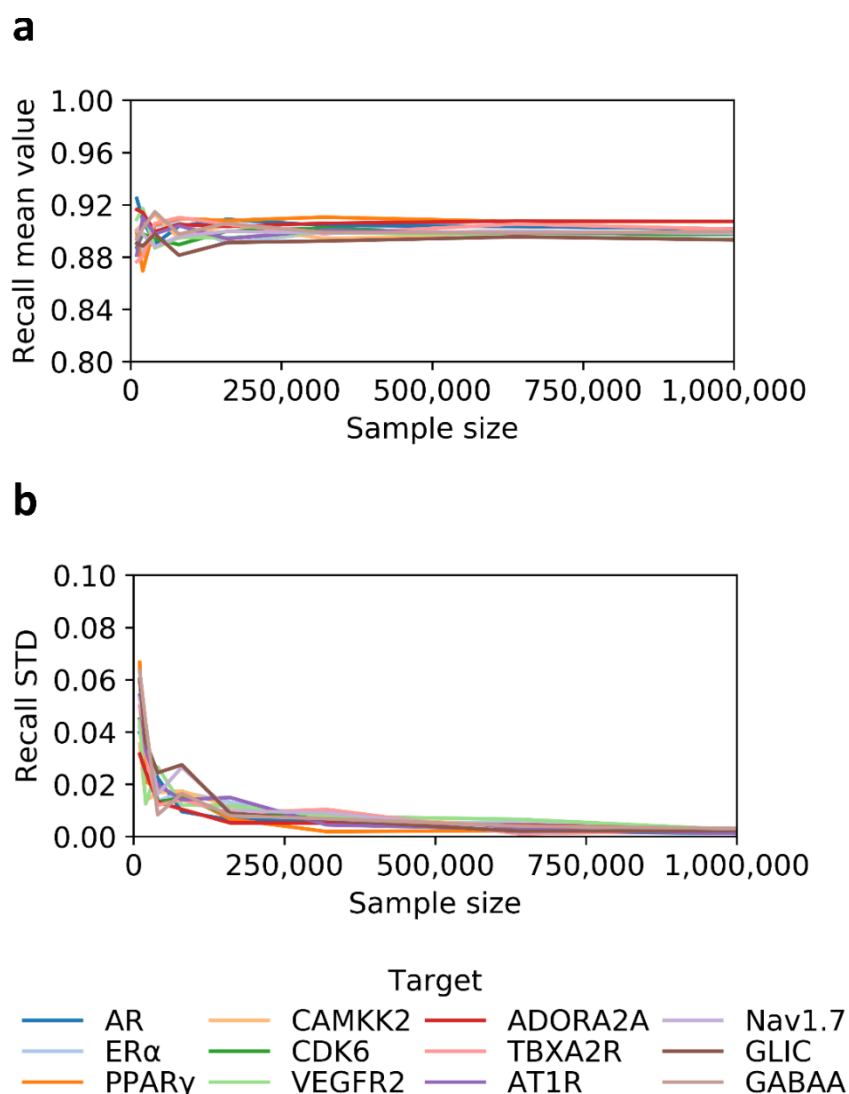 a
1.00
0.96
0.92
0.88
0.84
0.80
Recall mean value
0 250,000 500,000 750,000 1,000,000
Sample size
b
0.10
0.08
0.06
0.04
0.02
0.00
Recall STD
0 250,000 500,000 750,000 1,000,000
Sample size
Target
AR CAMKK2 ADORA2A Nav1.7
ERα CDK6 TBXA2R GLIC
PPARγ VEGFR2 AT1R GABAA